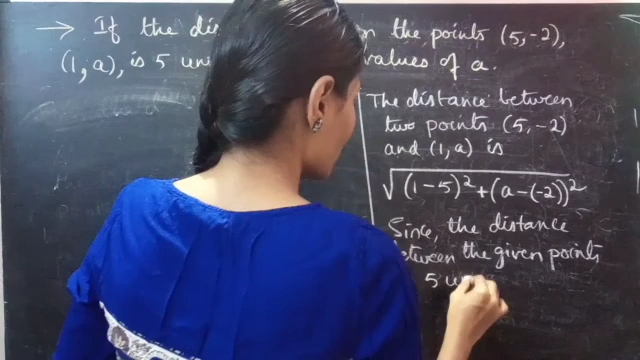 → If the dis n the points (5,-2),
(1, a), is 5 uni values of a.
The distance between
two points (5,-2)
and (1, a) is
√(1-5)²+(a-(-2))²
Since, the distance
between the given points
5 un